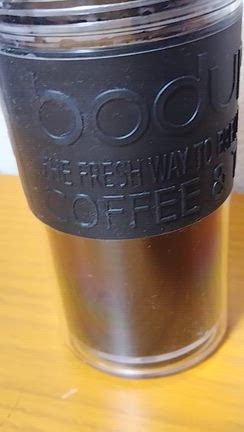 bodu
THE FRESH WAY TO
COFFEE &